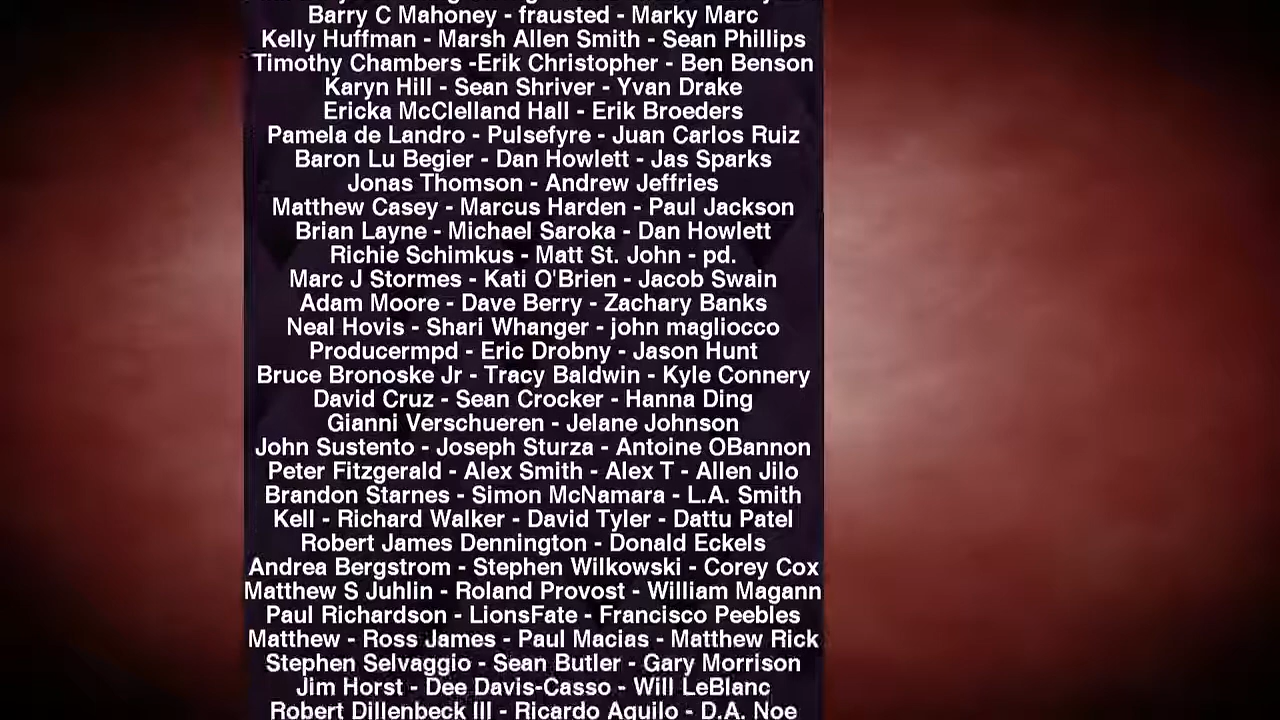 Barry C Mahoney - frausted - Marky Marc
Kelly Huffman - Marsh Allen Smith - Sean Phillips
Timothy Chambers -Erik Christopher - Ben Benson
Karyn Hill - Sean Shriver - Yvan Drake
Ericka McClelland Hall - Erik Broeders
Pamela de Landro - Pulsefyre - Juan Carlos Ruiz
Baron Lu Begier - Dan Howlett - Jas Sparks
Jonas Thomson - Andrew Jeffries
Matthew Casey - Marcus Harden - Paul Jackson
Brian Layne - Michael Saroka - Dan Howlett
Richie Schimkus - Matt St. John - pd.
Marc J Stormes - Kati O'Brien - Jacob Swain
Adam Moore - Dave Berry - Zachary Banks
Neal Hovis - Shari Whanger - john magliocco
Producermpd - Eric Drobny - Jason Hunt
Bruce Bronoske Jr - Tracy Baldwin - Kyle Connery
David Cruz - Sean Crocker - Hanna Ding
Gianni Verschueren - Jelane Johnson
John Sustento - Joseph Sturza - Antoine OBannon
Peter Fitzgerald - Alex Smith - Alex T - Allen Jilo
Brandon Starnes - Simon McNamara - L.A. Smith
Kell - Richard Walker - David Tyler - Dattu Patel
Robert James Dennington - Donald Eckels
Andrea Bergstrom - Stephen Wilkowski - Corey Cox
Matthew S Juhlin - Roland Provost - William Magann
Paul Richardson - LionsFate - Francisco Peebles
Matthew - Ross James - Paul Macias - Matthew Rick
Stephen Selvaggio - Sean Butler - Gary Morrison
Jim Horst - Dee Davis-Casso - Will LeBlanc
Robert Dillenbeck III - Ricardo Aguilo - D.A. Noe